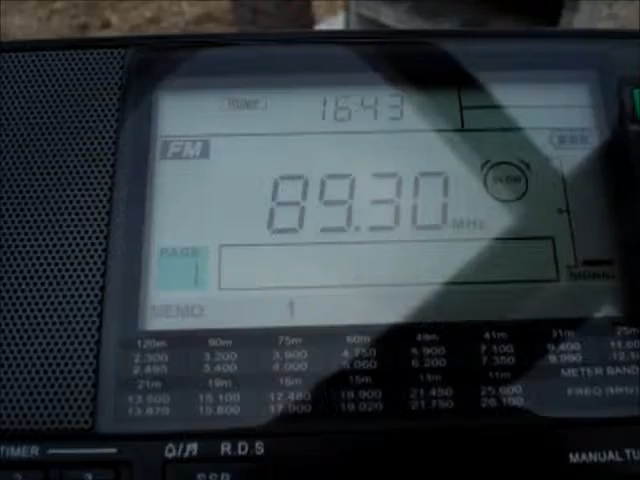 16:43
FM
89.30 MHz
PAGE
1
MEMO 1
120m 90m 75m 60m 49m 41m 31m 25m
2.300 3.200 3.900 4.750 5.900 7.100 9.400
2.495 3.400 4.000 5.060 6.200 7.350 9.990
SIGNAL
METER BAND
21m 19m 16m 15m 13m 11m
13.600 15.100 17.480 18.900 21.450 25.600
13.870 15.800 17.900 19.020 21.750 26.100
FREQ (MHz)
TIMER
R.D.S
MANUAL TU
SSB